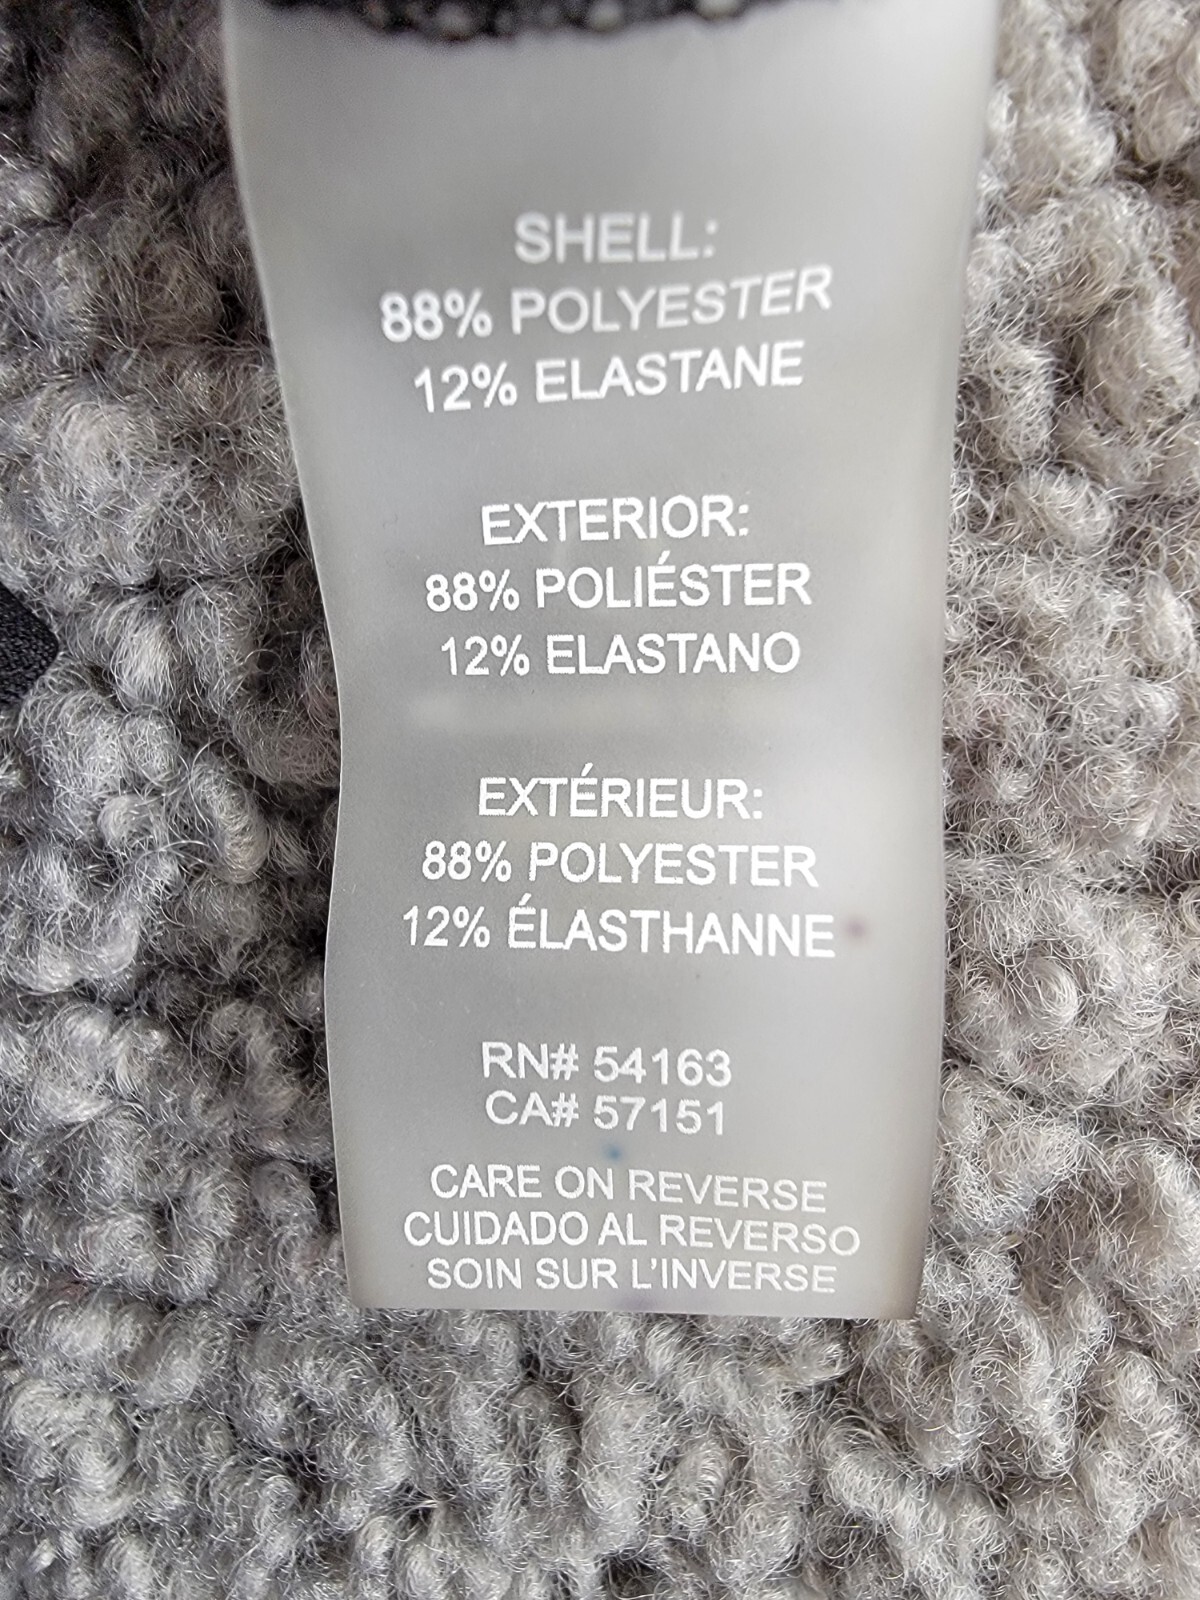 SHELL:
88% POLYESTER
12% ELASTANE
EXTERIOR:
88% POLIÉSTER
12% ELASTANO
EXTÉRIEUR:
88% POLYESTER
12% ÉLASTHANNE
RN# 54163
CA# 57151
CARE ON REVERSE
CUIDADO AL REVERSO
SOIN SUR L'INVERSE